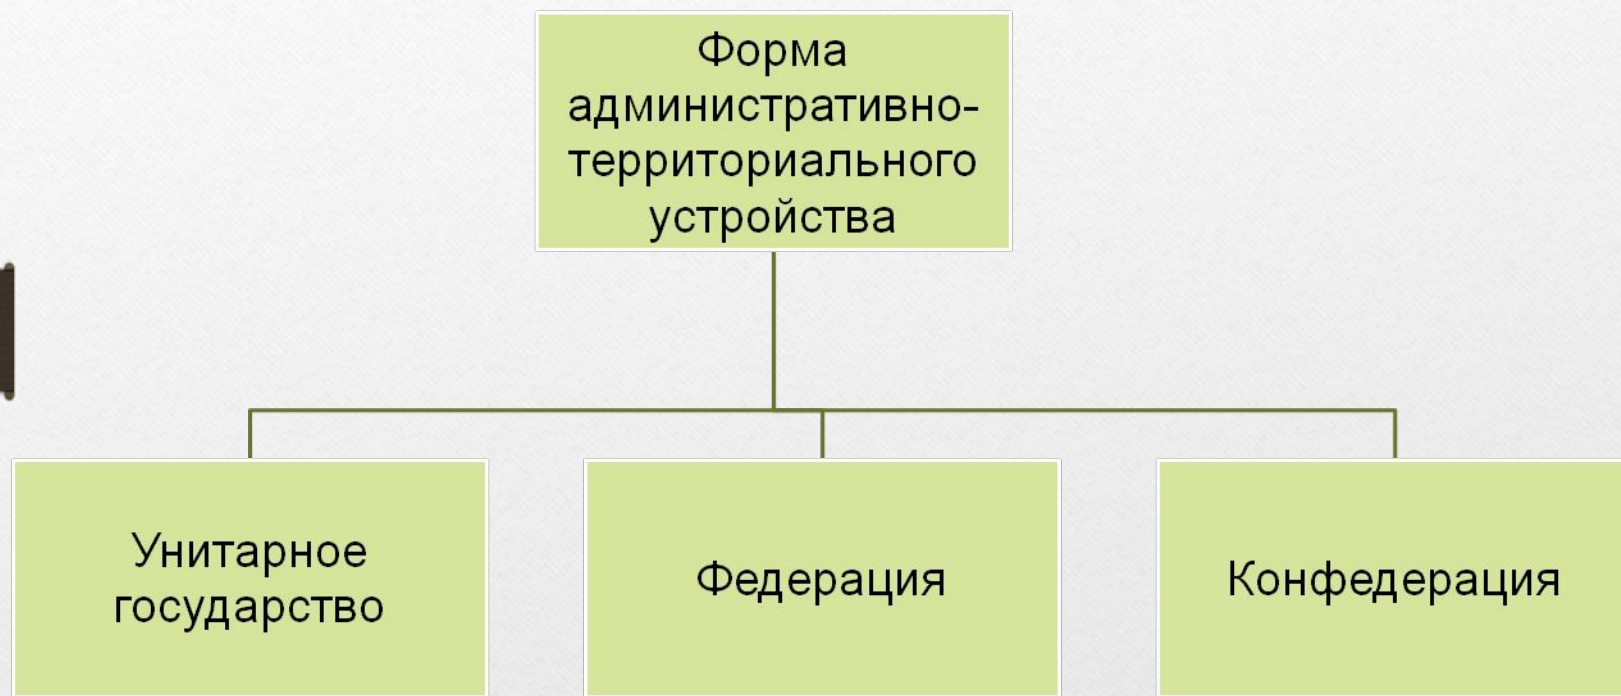 Форма
административно-
территориального
устройства
Унитарное
государство
Федерация
Конфедерация